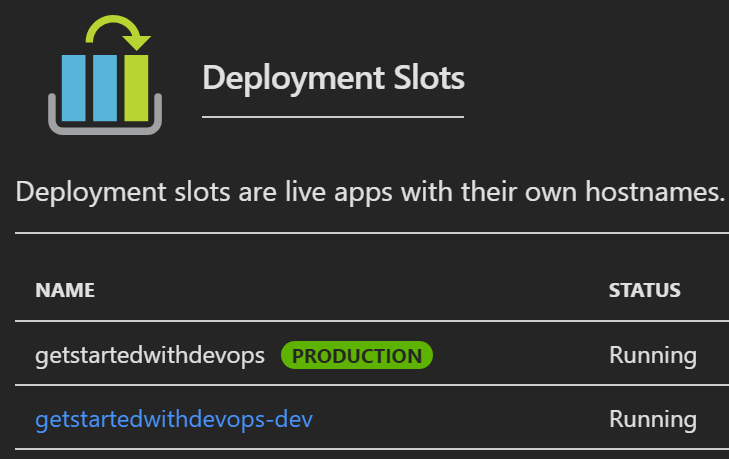 Deployment Slots
Deployment slots are live apps with their own hostnames.
NAME STATUS
getstartedwithdevops PRODUCTION Running
getstartedwithdevops-dev Running